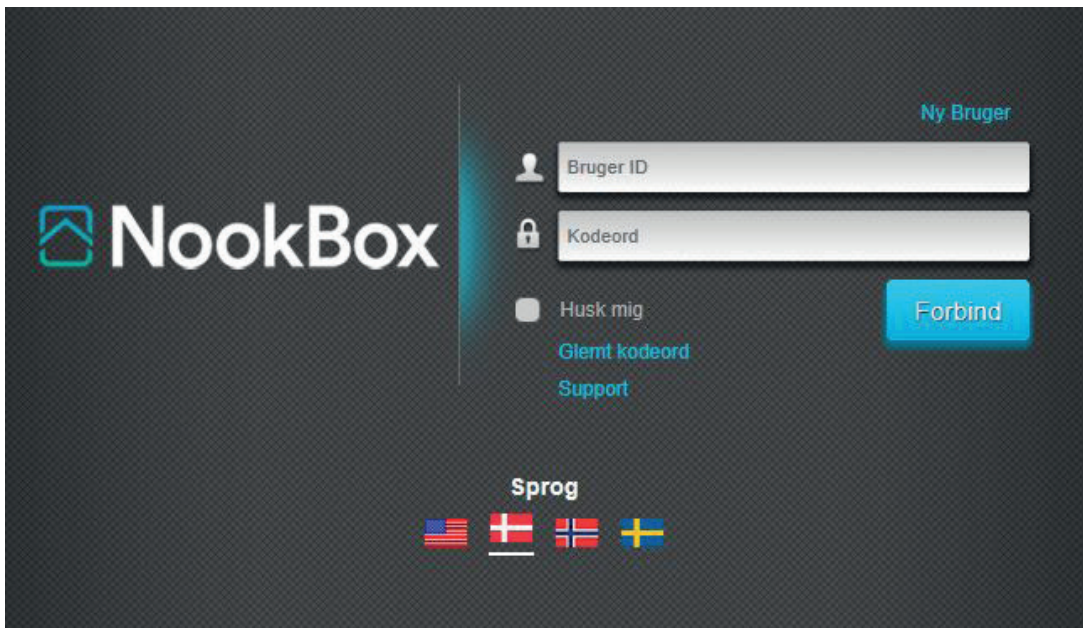 Ny Bruger
Bruger ID
NookBox
Kodeord
Husk mig
Forbind
Glemt kodeord
Support
Sprog